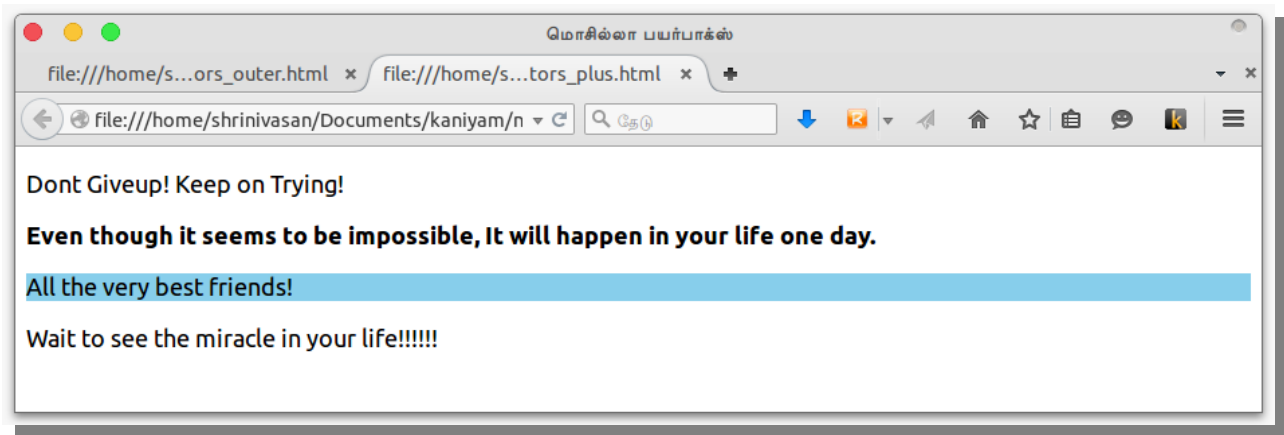 மொசில்லா பயர்பாக்ஸ்
file:///home/s...ors_outer.html file:///home/s...tors_plus.html
file:///home/shrinivasan/Documents/kaniyam/n தேடு
Dont Giveup! Keep on Trying!
Even though it seems to be impossible, It will happen in your life one day.
All the very best friends!
Wait to see the miracle in your life!!!!!!